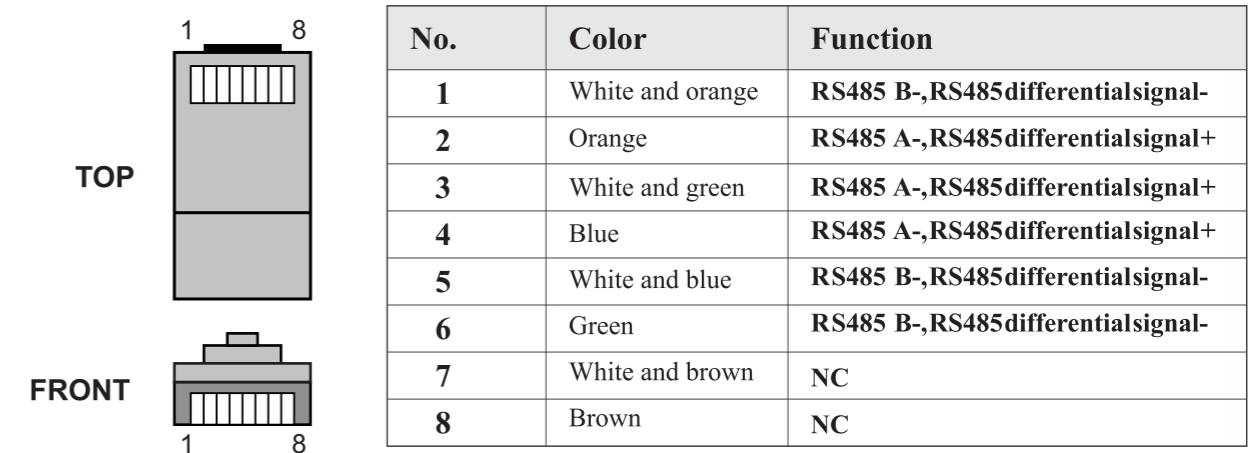 1 8
TOP
FRONT
1 8
No. Color Function
1 White and orange RS485 B-,RS485differentialsignal-
2 Orange RS485 A-,RS485differentialsignal+
3 White and green RS485 A-,RS485differentialsignal+
4 Blue RS485 A-,RS485differentialsignal+
5 White and blue RS485 B-,RS485differentialsignal-
6 Green RS485 B-,RS485differentialsignal-
7 White and brown NC
8 Brown NC